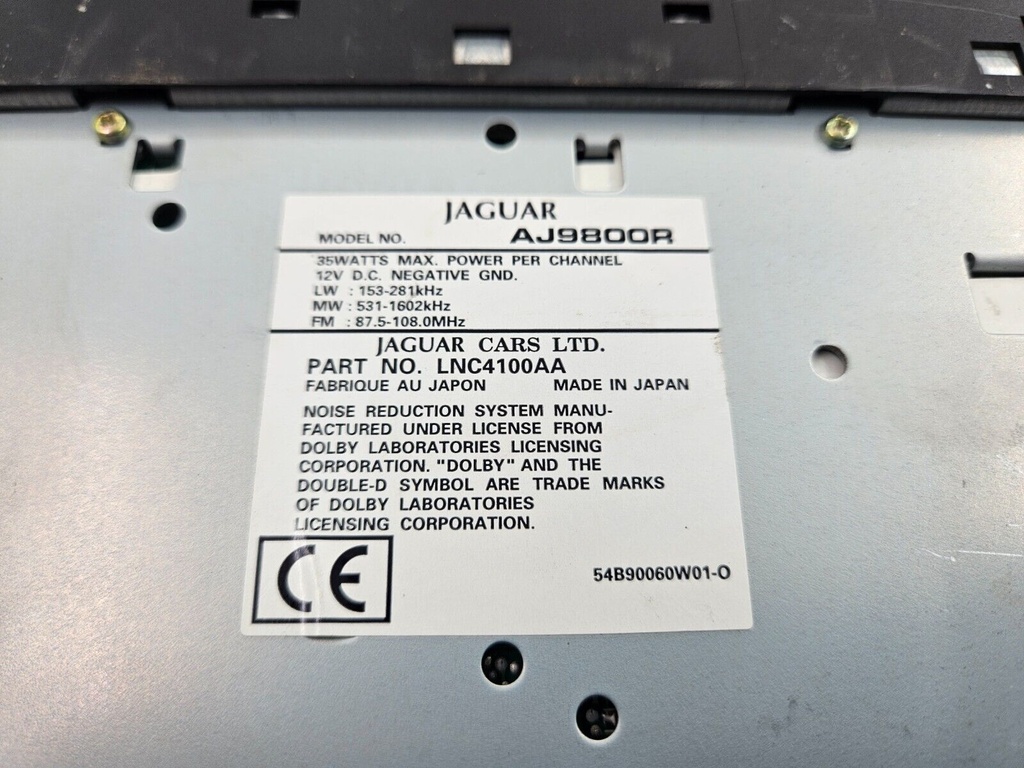 JAGUAR
MODEL NO. AJ9800R
35WATTS MAX. POWER PER CHANNEL
12V D.C. NEGATIVE GND.
LW : 153-281kHz
MW : 531-1602kHz
FM : 87.5-108.0MHz
JAGUAR CARS LTD.
PART NO. LNC4100AA
FABRIQUE AU JAPON MADE IN JAPAN
NOISE REDUCTION SYSTEM MANU-
FACTURED UNDER LICENSE FROM
DOLBY LABORATORIES LICENSING
CORPORATION. "DOLBY" AND THE
DOUBLE-D SYMBOL ARE TRADE MARKS
OF DOLBY LABORATORIES
LICENSING CORPORATION.
CE
54B90060W01-O